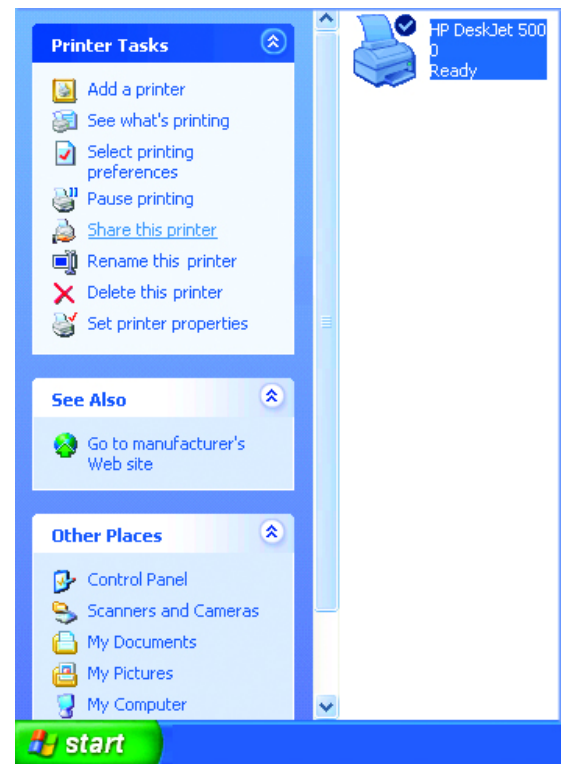 Printer Tasks
Add a printer
See what's printing
Select printing
preferences
Pause printing
Share this printer
Rename this printer
Delete this printer
Set printer properties
See Also
Go to manufacturer's
Web site
Other Places
Control Panel
Scanners and Cameras
My Documents
My Pictures
My Computer
HP DeskJet 500
0
Ready
start